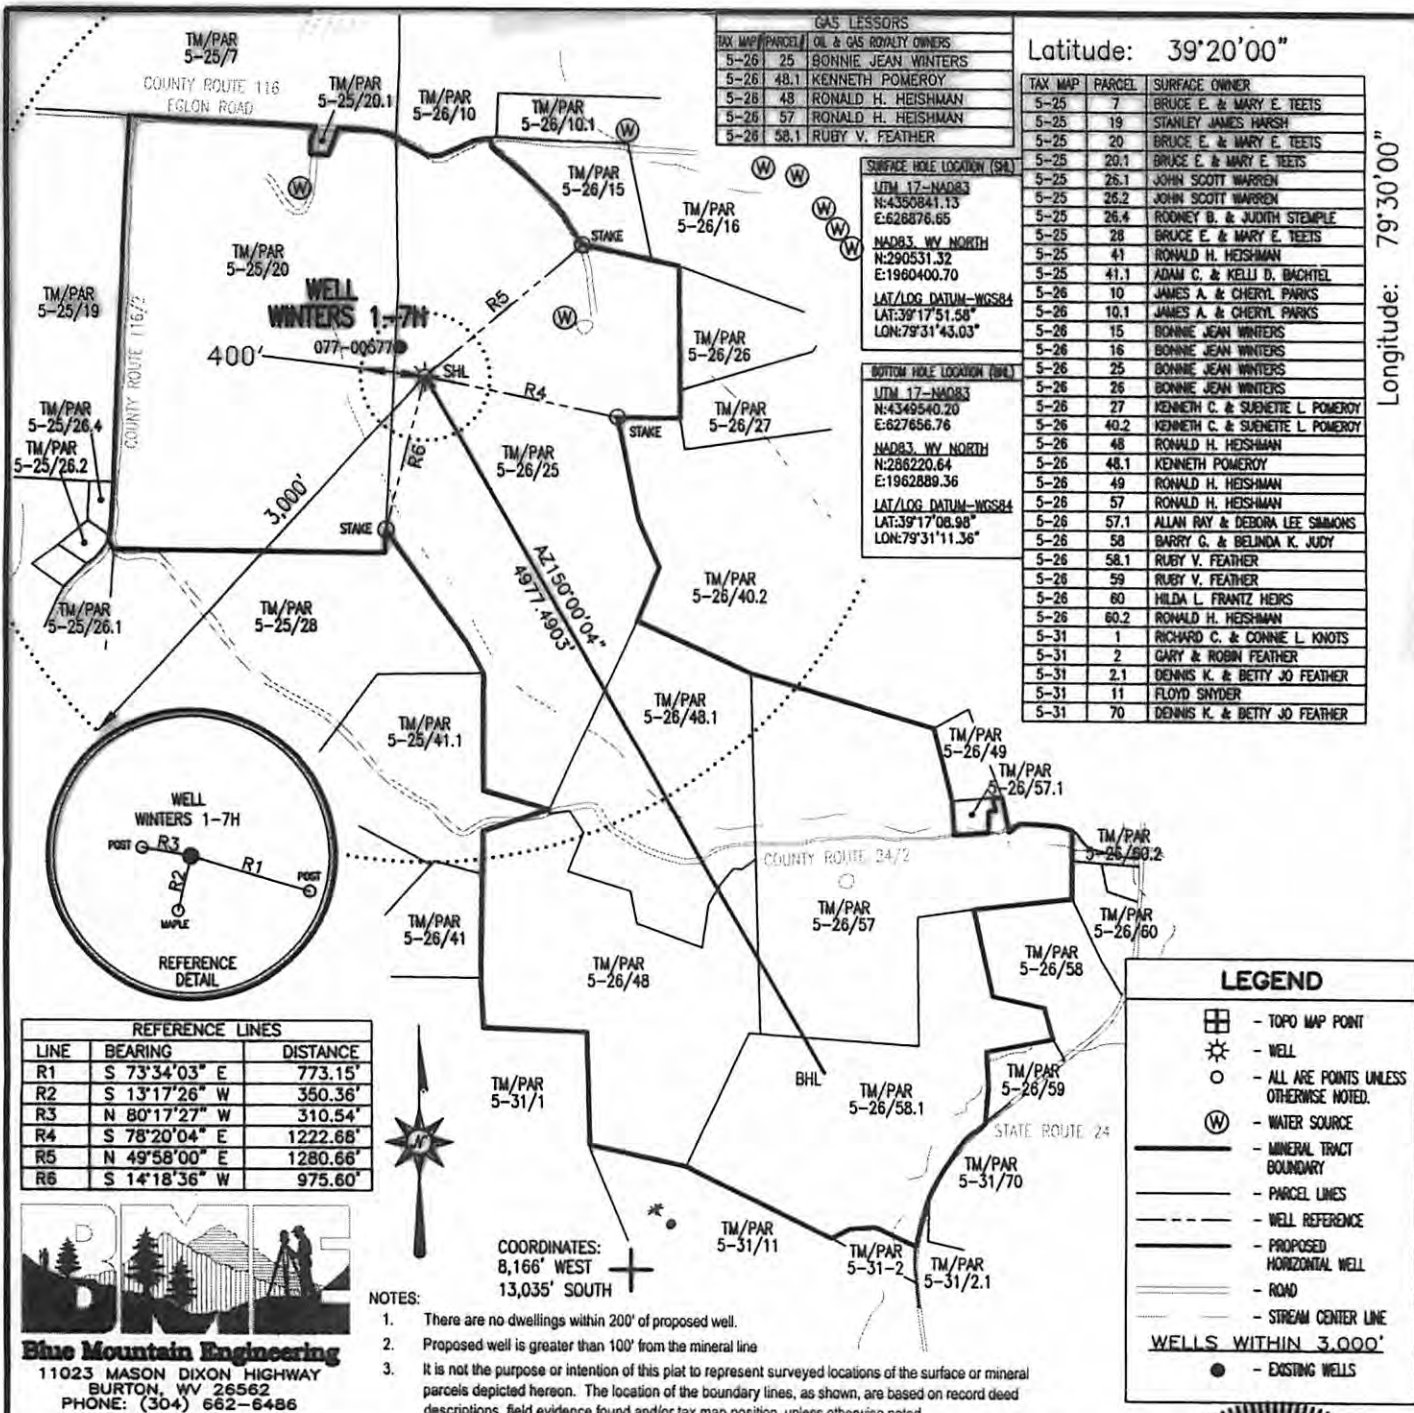 GAS LESSORS
TAX MAP# PARCEL# OIL & GAS ROYALTY OWNERS
5-26 25 BONNIE JEAN WINTERS
5-26 48.1 KENNETH POMEROY
5-26 48 RONALD H. HEISHMAN
5-26 57 RONALD H. HEISHMAN
5-26 58.1 RUBY V. FEATHER
Latitude: 39°20'00"
Longitude: 79°30'00"
TAX MAP PARCEL SURFACE OWNER
5-25 7 BRUCE E. & MARY E. TEETS
5-25 19 STANLEY JAMES HARSH
5-25 20 BRUCE E. & MARY E. TEETS
5-25 20.1 BRUCE E. & MARY E. TEETS
5-25 26.1 JOHN SCOTT WARREN
5-25 26.2 JOHN SCOTT WARREN
5-25 26.4 RODNEY B. & JUDITH STEMPLE
5-25 28 BRUCE E. & MARY E. TEETS
5-25 41 RONALD H. HEISHMAN
5-25 41.1 ADAM C. & KELLI D. BACHTEL
5-26 10 JAMES A. & CHERYL PARKS
5-26 10.1 JAMES A. & CHERYL PARKS
5-26 15 BONNIE JEAN WINTERS
5-26 16 BONNIE JEAN WINTERS
5-26 25 BONNIE JEAN WINTERS
5-26 26 BONNIE JEAN WINTERS
5-26 27 KENNETH C. & SUENETTE L. POMEROY
5-26 40.2 KENNETH C. & SUENETTE L. POMEROY
5-26 48 RONALD H. HEISHMAN
5-26 48.1 KENNETH POMEROY
5-26 49 RONALD H. HEISHMAN
5-26 57 RONALD H. HEISHMAN
5-26 57.1 ALLAN RAY & DEBORA LEE SIMMONS
5-26 58 BARRY G. & BELINDA K. JUDY
5-26 58.1 RUBY V. FEATHER
5-26 59 RUBY V. FEATHER
5-26 60 HILDA L. FRANTZ HEIRS
5-26 60.2 RONALD H. HEISHMAN
5-31 1 RICHARD C. & CONNIE L. KNOTS
5-31 2 GARY & ROBIN FEATHER
5-31 2.1 DENNIS K. & BETTY JO FEATHER
5-31 11 FLOYD SNYDER
5-31 70 DENNIS K. & BETTY JO FEATHER
SURFACE HOLE LOCATION (SHL)
UTM 17-NAD83
N:4350841.13
E:626876.65
NAD83, WV NORTH
N:290531.32
E:1960400.70
LAT/LOG DATUM-WGS84
LAT:39°17'51.58"
LON:79°31'43.03"
BOTTOM HOLE LOCATION (BHL)
UTM 17-NAD83
N:4349540.20
E:627656.76
NAD83, WV NORTH
N:286220.64
E:1962889.36
LAT/LOG DATUM-WGS84
LAT:39°17'08.98"
LON:79°31'11.36"
TM/PAR
5-25/7
COUNTY ROUTE 116
EGLON ROAD
TM/PAR
5-25/20.1
TM/PAR
5-26/10
TM/PAR
5-26/10.1
W
W
W
W
W
W
W
W
TM/PAR
5-26/15
TM/PAR
5-26/16
STAKE
TM/PAR
5-25/20
TM/PAR
5-25/19
COUNTY ROUTE 116/2
WELL
WINTERS 1-7H
077-00577
400'
SHL
R5
R4
R6
TM/PAR
5-26/26
TM/PAR
5-26/27
STAKE
TM/PAR
5-25/26.4
TM/PAR
5-25/26.2
TM/PAR
5-26/25
3,000'
STAKE
AZ150°00'04"
4977.4903'
TM/PAR
5-26/40.2
TM/PAR
5-25/26.1
TM/PAR
5-25/28
TM/PAR
5-26/48.1
TM/PAR
5-25/41.1
TM/PAR
5-26/49
TM/PAR
5-26/57.1
TM/PAR
5-26/60.2
COUNTY ROUTE 24/2
TM/PAR
5-26/57
TM/PAR
5-26/60
TM/PAR
5-26/41
TM/PAR
5-26/48
TM/PAR
5-26/58
BHL
TM/PAR
5-26/58.1
TM/PAR
5-26/59
STATE ROUTE 24
TM/PAR
5-31/1
TM/PAR
5-31/70
TM/PAR
5-31/11
TM/PAR
5-31-2
TM/PAR
5-31/2.1
WELL
WINTERS 1-7H
POST
R3
R1
R2
POST
MAPLE
REFERENCE
DETAIL
REFERENCE LINES
LINE BEARING DISTANCE
R1 S 73°34'03" E 773.15'
R2 S 13°17'26" W 350.36'
R3 N 80°17'27" W 310.54'
R4 S 78°20'04" E 1222.68'
R5 N 49°58'00" E 1280.66'
R6 S 14°18'36" W 975.60'
N
COORDINATES:
8,166' WEST
13,035' SOUTH
BME
Blue Mountain Engineering
11023 MASON DIXON HIGHWAY
BURTON, WV 26562
PHONE: (304) 662-6486
NOTES:
1. There are no dwellings within 200' of proposed well.
2. Proposed well is greater than 100' from the mineral line
3. It is not the purpose or intention of this plat to represent surveyed locations of the surface or mineral
parcels depicted hereon. The location of the boundary lines, as shown, are based on record deed
descriptions, field evidence found and/or tax map position, unless otherwise noted.
LEGEND
- TOPO MAP POINT
- WELL
- ALL ARE POINTS UNLESS
OTHERWISE NOTED.
W - WATER SOURCE
- MINERAL TRACT
BOUNDARY
- PARCEL LINES
- WELL REFERENCE
- PROPOSED
HORIZONTAL WELL
- ROAD
- STREAM CENTER LINE
WELLS WITHIN 3,000'
- EXISTING WELLS